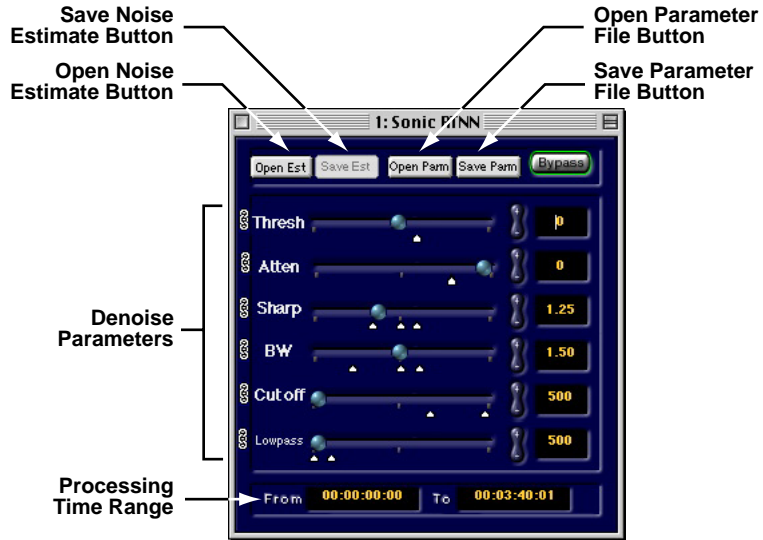 Save Noise
Estimate Button
Open Parameter
File Button
Open Noise
Estimate Button
Save Parameter
File Button
Open Est
Save Est
Open Parm
Save Parm
Bypass
Thresh
0
Atten
0
Denoise
Parameters
Sharp
1.25
BW
1.50
Cutoff
500
Lowpass
500
Processing
Time Range
From
00:00:00:00
To
00:03:40:01